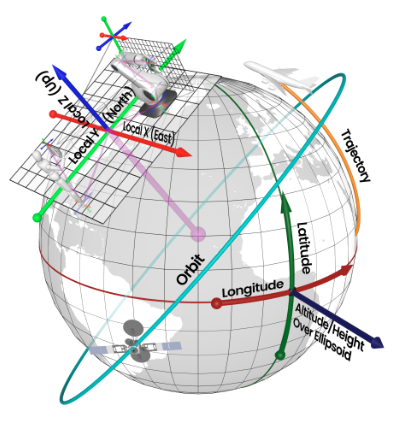 Local Z (Up)
Local Y (North)
Local X (East)
Trajectory
Orbit
Latitude
Longitude
Altitude/Height
Over Ellipsoid